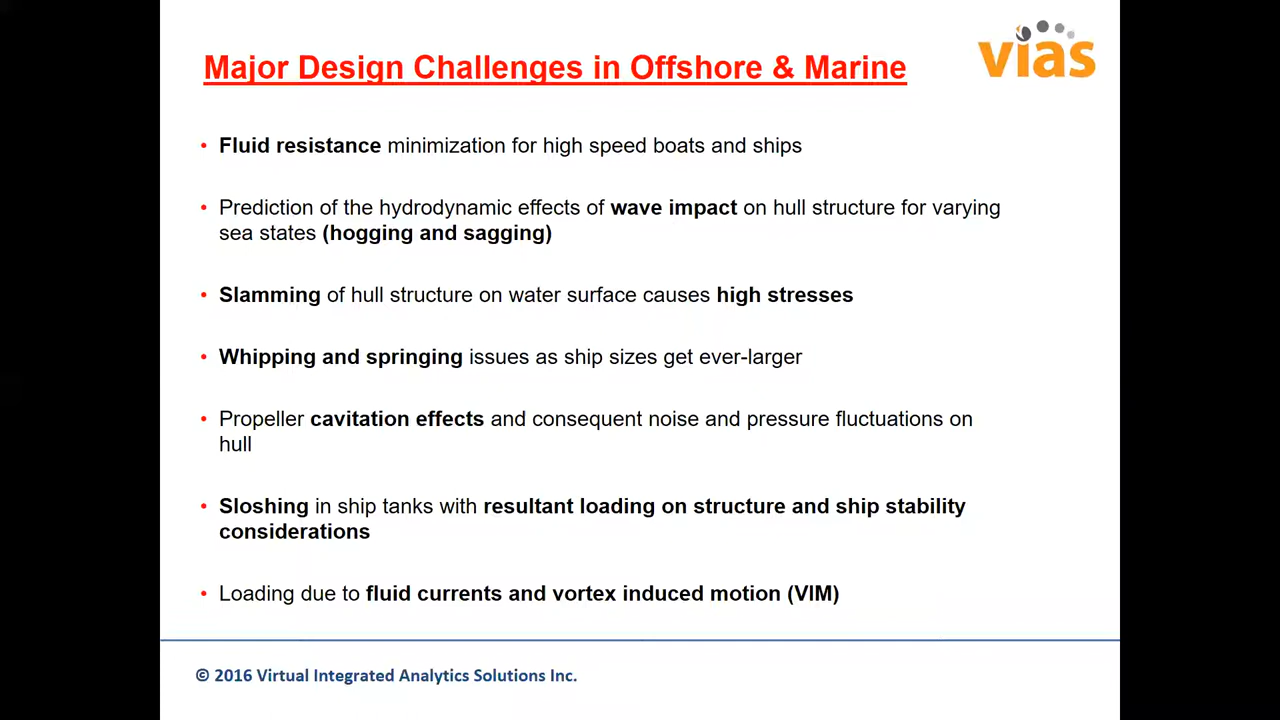 Major Design Challenges in Offshore & Marine
vias
• Fluid resistance minimization for high speed boats and ships
• Prediction of the hydrodynamic effects of wave impact on hull structure for varying
sea states (hogging and sagging)
• Slamming of hull structure on water surface causes high stresses
• Whipping and springing issues as ship sizes get ever-larger
• Propeller cavitation effects and consequent noise and pressure fluctuations on
hull
• Sloshing in ship tanks with resultant loading on structure and ship stability
considerations
• Loading due to fluid currents and vortex induced motion (VIM)
© 2016 Virtual Integrated Analytics Solutions Inc.